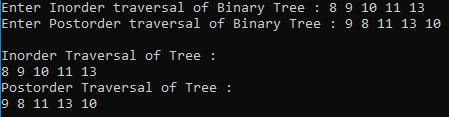 Enter Inorder traversal of Binary Tree : 8 9 10 11 13
Enter Postorder traversal of Binary Tree : 9 8 11 13 10
Inorder Traversal of Tree :
8 9 10 11 13
Postorder Traversal of Tree :
9 8 11 13 10